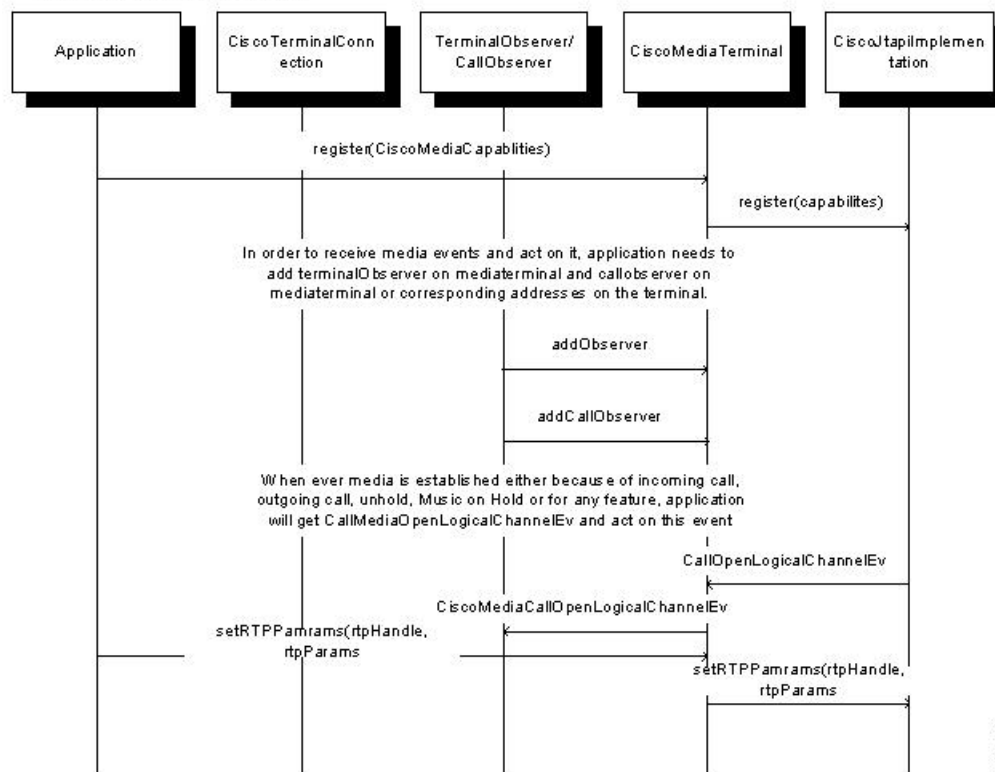 Application
CiscoTerminalConn
ection
TerminalObserver/
CallObserver
CiscoMediaTerminal
CiscoJtapiImplemen
tation
register(CiscoMediaCapablities)
register(capabilites)
In order to receive media events and act on it, application needs to
add terminalObserver on mediaterminal and callobserver on
mediaterminal or corresponding addresses on the terminal.
addObserver
addCallObserver
When ever media is established either because of incoming call,
outgoing call, unhold, Music on Hold or for any feature, application
will get CallMediaOpenLogicalChannelEv and act on this event
CallOpenLogicalChannelEv
CiscoMediaCallOpenLogicalChannelEv
setRTPPamrams(rtpHandle,
rtpParams
setRTPPamrams(rtpHandle,
rtpParams